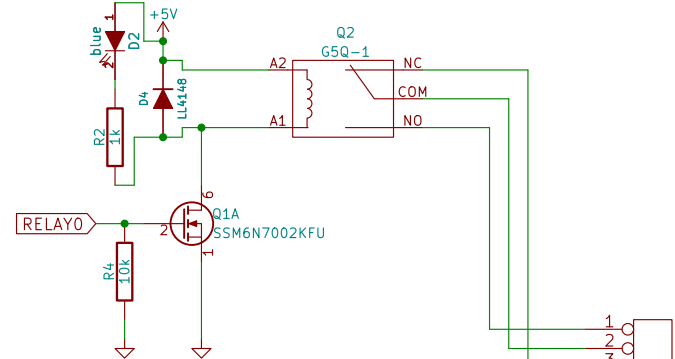 1
+5V
blue
D2
2
Q2
G5Q-1
A2
NC
D4
LL4148
COM
R2
1k
A1
NO
6
Q1A
RELAY0
2
SSM6N7002KFU
1
R4
10k
1
2
3